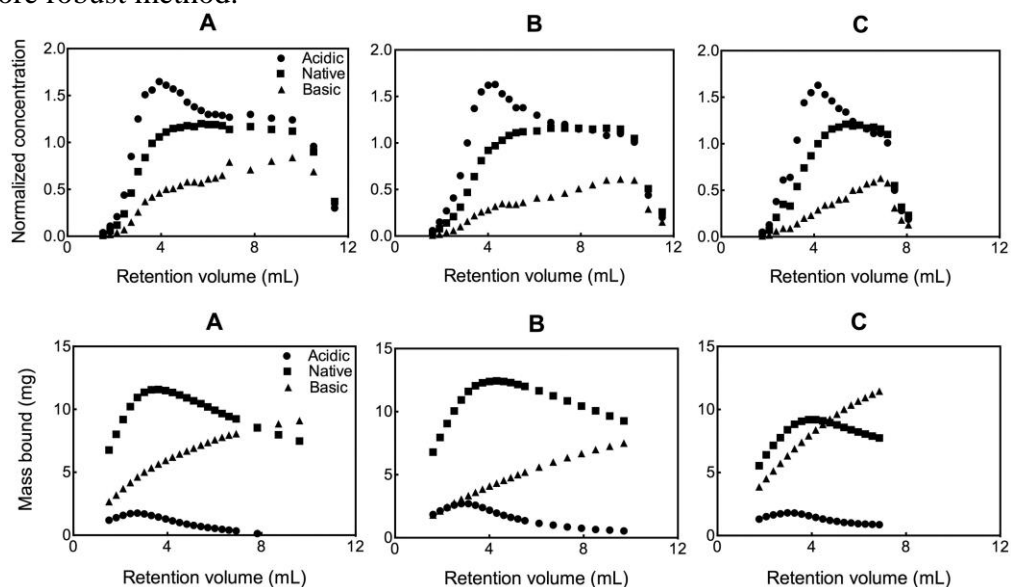 ore robust method.
A
B
C
2.0
1.5
1.0
0.5
0.0
0
4
8
12
Normalized concentration
Acidic
Native
Basic
Retention volume (mL)
2.0
1.5
1.0
0.5
0.0
0
4
8
12
Retention volume (mL)
2.0
1.5
1.0
0.5
0.0
0
4
8
12
Retention volume (mL)
A
B
C
15
10
5
0
0
4
8
12
Mass bound (mg)
Acidic
Native
Basic
Retention volume (mL)
15
10
5
0
0
4
8
12
Retention volume (mL)
15
10
5
0
0
4
8
12
Retention volume (mL)